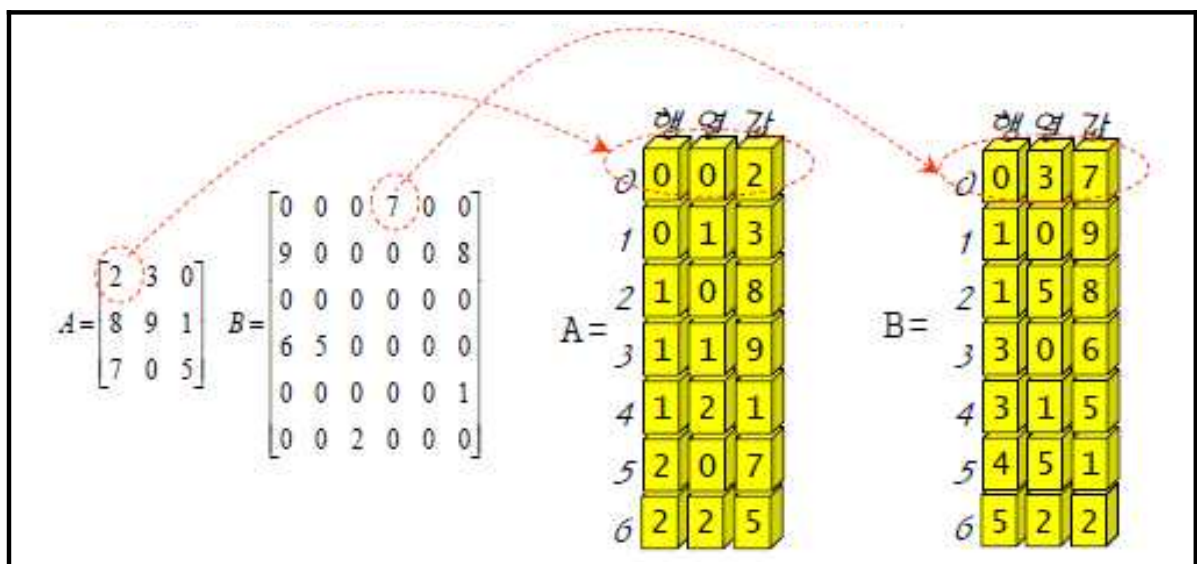 A=
2 3 0
8 9 1
7 0 5
B=
0 0 0 7 0 0
9 0 0 0 0 8
0 0 0 0 0 0
6 5 0 0 0 0
0 0 0 0 0 1
0 0 2 0 0 0
A=
행 열 값
0 0 0 2
1 0 1 3
2 1 0 8
3 1 1 9
4 1 2 1
5 2 0 7
6 2 2 5
B=
행 열 값
0 0 3 7
1 1 0 9
2 1 5 8
3 3 0 6
4 3 1 5
5 4 5 1
6 5 2 2